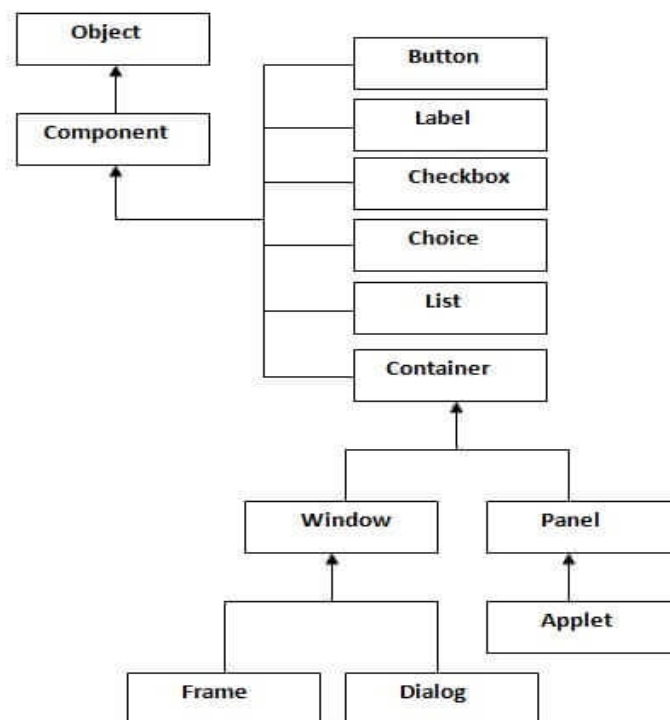 Object
Component
Button
Label
Checkbox
Choice
List
Container
Window
Panel
Applet
Frame
Dialog